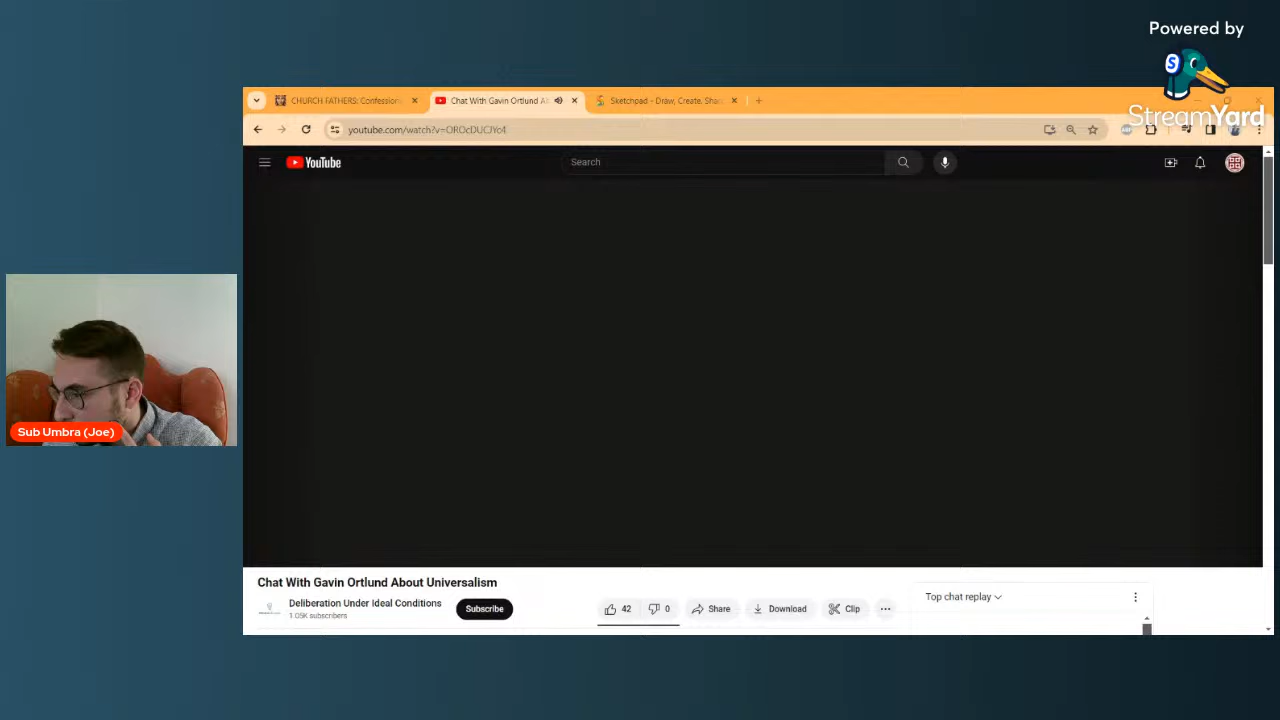 Powered by
StreamYard
CHURCH FATHERS: Confession
Chat With Gavin Ortlund A
Sketchpad - Draw, Create, Shar
youtube.com/watch?v=OROcDUCJYc4
YouTube
Search
Sub Umbra (Joe)
Chat With Gavin Ortlund About Universalism
Deliberation Under Ideal Conditions
1.05K subscribers
Subscribe
42
0
Share
Download
Clip
Top chat replay